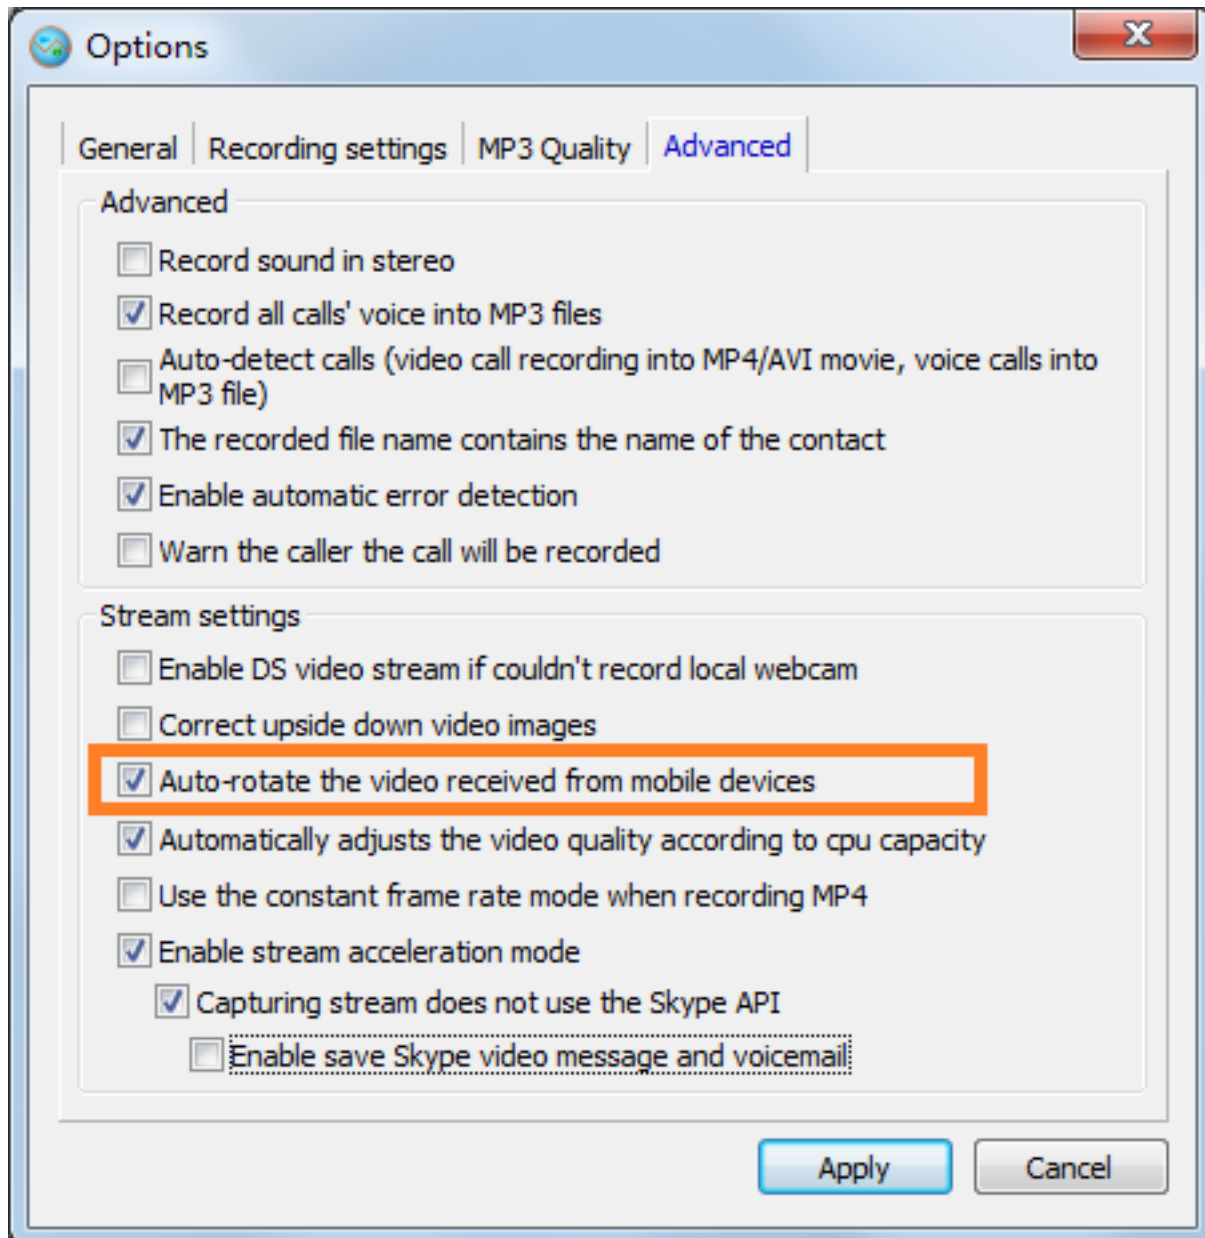 Options
General
Recording settings
MP3 Quality
Advanced
Advanced
Record sound in stereo
Record all calls' voice into MP3 files
Auto-detect calls (video call recording into MP4/AVI movie, voice calls into
MP3 file)
The recorded file name contains the name of the contact
Enable automatic error detection
Warn the caller the call will be recorded
Stream settings
Enable DS video stream if couldn't record local webcam
Correct upside down video images
Auto-rotate the video received from mobile devices
Automatically adjusts the video quality according to cpu capacity
Use the constant frame rate mode when recording MP4
Enable stream acceleration mode
Capturing stream does not use the Skype API
Enable save Skype video message and voicemail
Apply
Cancel